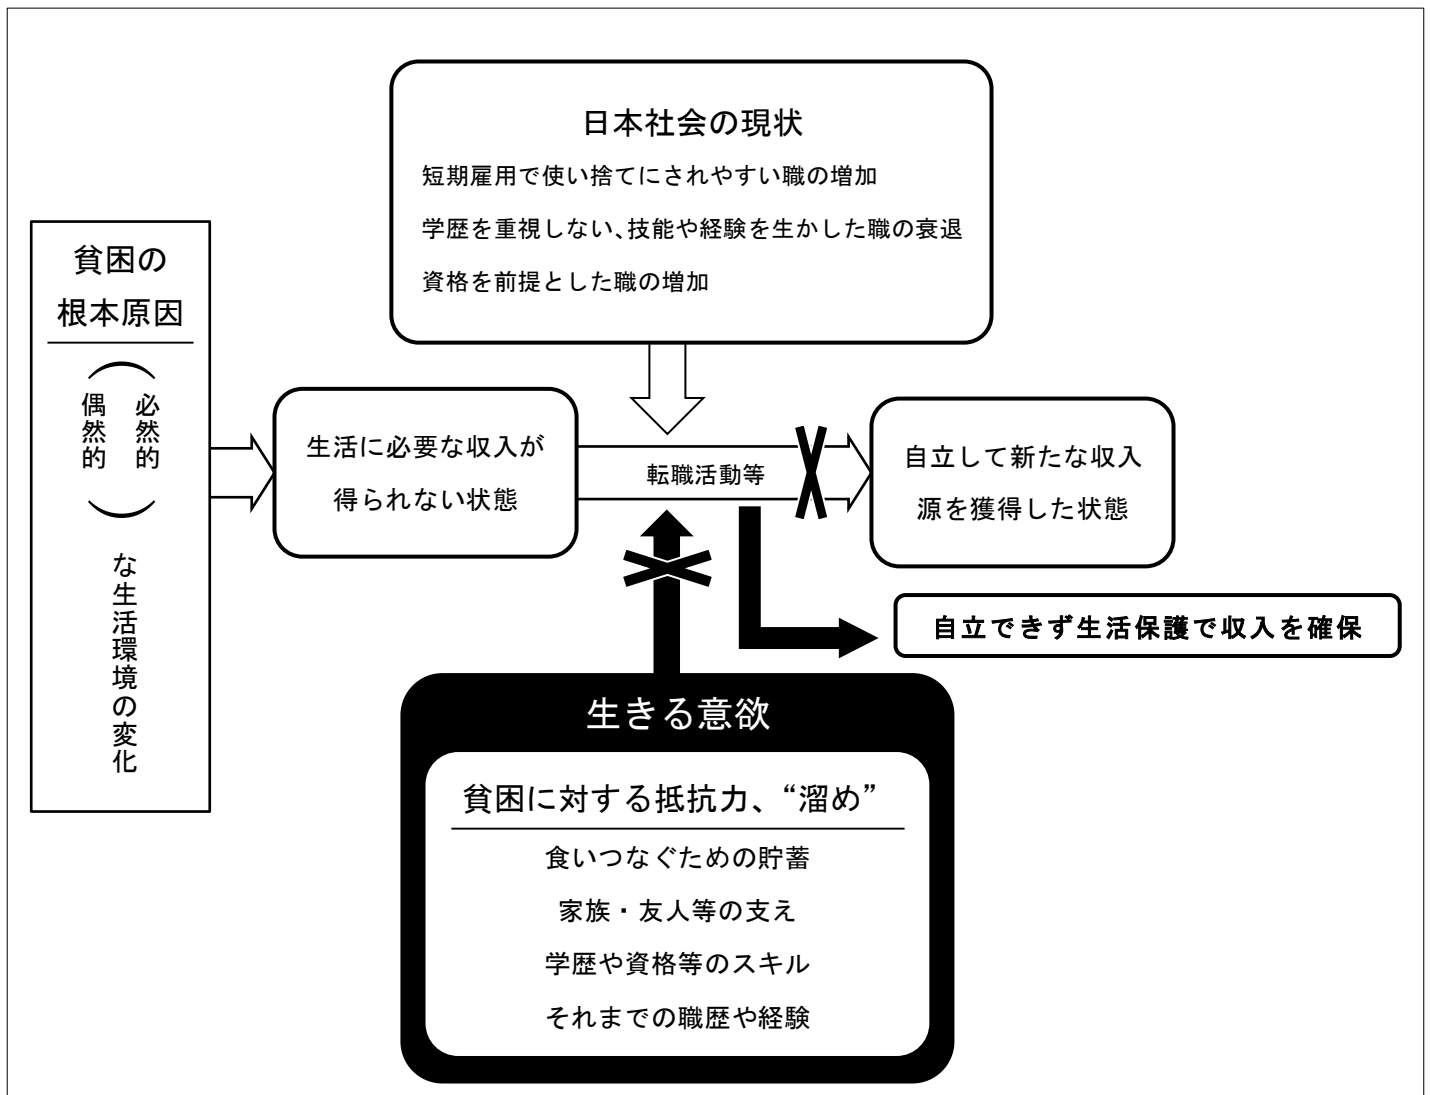 日本社会の現状
短期雇用で使い捨てにされやすい職の増加
学歴を重視しない、技能や経験を生かした職の衰退
資格を前提とした職の増加
貧困の
根本原因
(必然的
偶然的)
な生活環境の変化
生活に必要な収入が
得られない状態
転職活動等
自立して新たな収入
源を獲得した状態
自立できず生活保護で収入を確保
生きる意欲
貧困に対する抵抗力、“溜め”
食いつなぐための貯蓄
家族・友人等の支え
学歴や資格等のスキル
それまでの職歴や経験